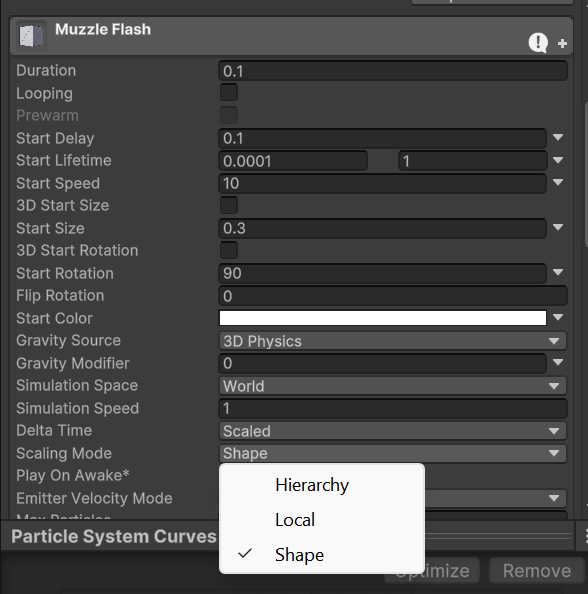 Muzzle Flash
Duration 0.1
Looping
Prewarm
Start Delay 0.1
Start Lifetime 0.0001 1
Start Speed 10
3D Start Size
Start Size 0.3
3D Start Rotation
Start Rotation 90
Flip Rotation 0
Start Color
Gravity Source 3D Physics
Gravity Modifier 0
Simulation Space World
Simulation Speed 1
Delta Time Scaled
Scaling Mode Shape
Play On Awake*
Emitter Velocity Mode
Hierarchy
Local
Shape
Particle System Curves
Optimize Remove